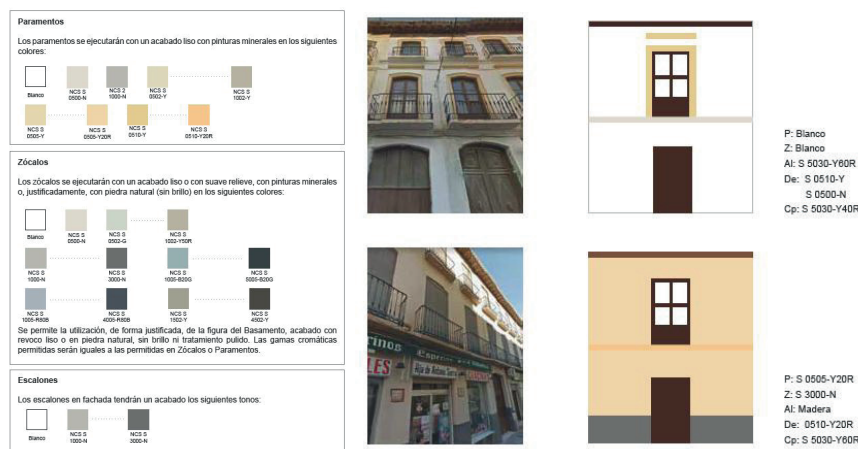 Paramentos
Los paramentos se ejecutarán con un acabado liso con pinturas minerales en los siguientes
colores:
Blanco
NCS S
0500-N
NCS 2
1000-N
NCS S
0502-Y
NCS S
1002-Y
NCS S
0505-Y
NCS S
0505-Y20R
NCS S
0510-Y
NCS S
0510-Y20R
Zócalos
Los zócalos se ejecutarán con un acabado liso o con suave relieve, con pinturas minerales
o, justificadamente, con piedra natural (sin brillo) en los siguientes colores:
Blanco
NCS S
0500-N
NCS S
0502-G
NCS S
1002-Y50R
NCS S
1000-N
NCS S
3000-N
NCS S
1005-B20G
NCS S
5005-B20G
NCS S
1005-R80B
NCS S
4005-R80B
NCS S
1502-Y
NCS S
4502-Y
Se permite la utilización, de forma justificada, de la figura del Basamento, acabado con
revoco liso o en piedra natural, sin brillo ni tratamiento pulido. Las gamas cromáticas
permitidas serán iguales a las permitidas en Zócalos o Paramentos.
Escalones
Los escalones en fachada tendrán un acabado los siguientes tonos:
Blanco
NCS S
1000-N
NCS S
3000-N
P: Blanco
Z: Blanco
Al: S 5030-Y60R
De: S 0510-Y
S 0500-N
Cp: S 5030-Y40R
P: S 0505-Y20R
Z: S 3000-N
Al: Madera
De: 0510-Y20R
Cp: S 5030-Y60R